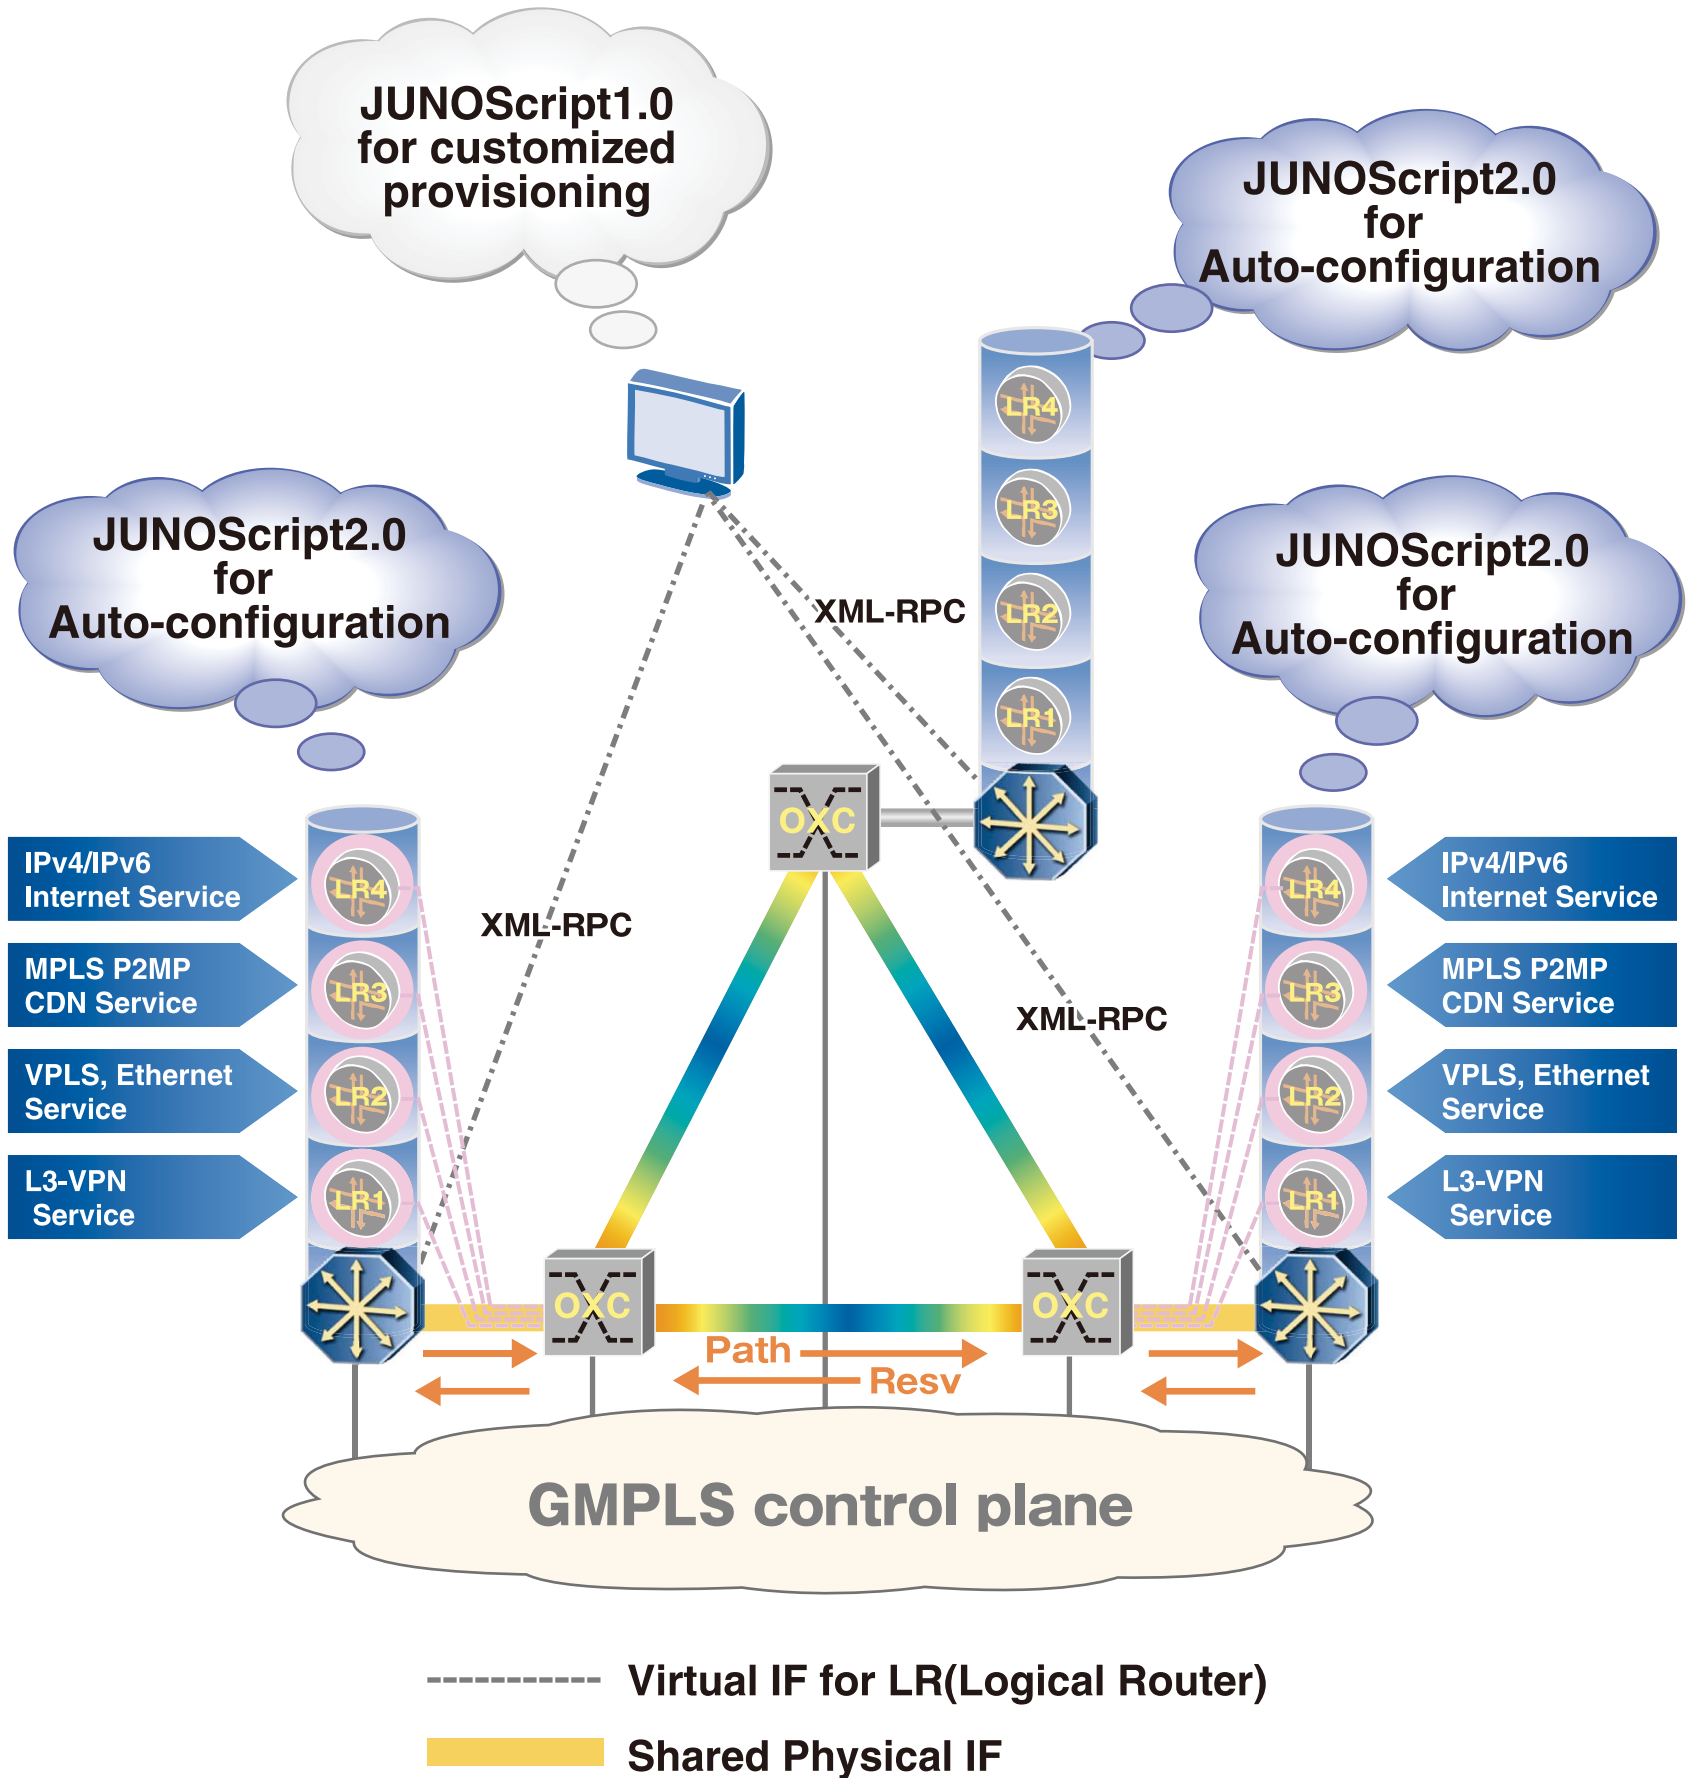 JUNOScript1.0
for customized
provisioning
JUNOScript2.0
for
Auto-configuration
LR4
LR3
LR2
LR1
JUNOScript2.0
for
Auto-configuration
JUNOScript2.0
for
Auto-configuration
XML-RPC
XML-RPC
XML-RPC
OXC
IPv4/IPv6
Internet Service
MPLS P2MP
CDN Service
VPLS, Ethernet
Service
L3-VPN
Service
LR4
LR3
LR2
LR1
LR4
LR3
LR2
LR1
IPv4/IPv6
Internet Service
MPLS P2MP
CDN Service
VPLS, Ethernet
Service
L3-VPN
Service
OXC
OXC
Path
Resv
GMPLS control plane
Virtual IF for LR(Logical Router)
Shared Physical IF